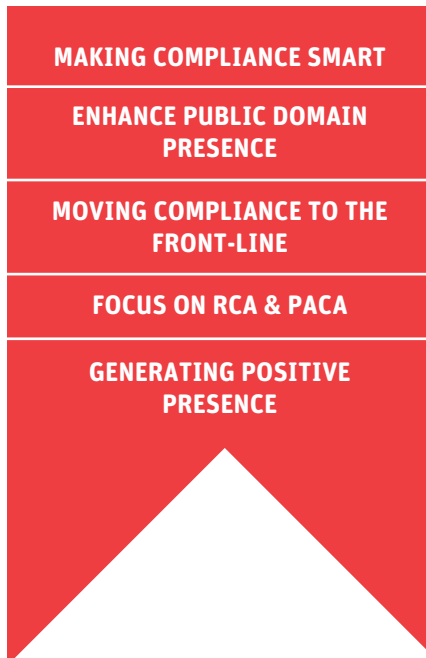 MAKING COMPLIANCE SMART
ENHANCE PUBLIC DOMAIN
PRESENCE
MOVING COMPLIANCE TO THE
FRONT-LINE
FOCUS ON RCA & PACA
GENERATING POSITIVE
PRESENCE